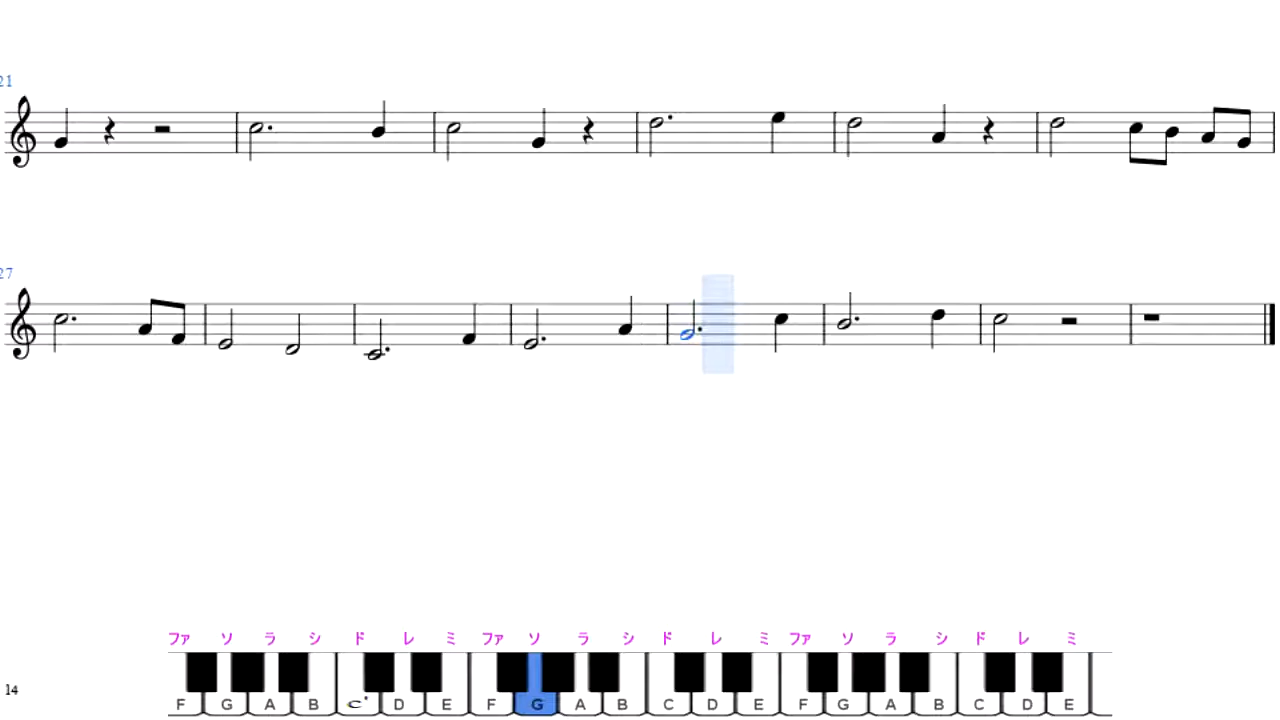 21
27
ファ ソ ラ シ ド レ ミ ファ ソ ラ シ ド レ ミ ファ ソ ラ シ ド レ ミ
F G A B C D E F G A B C D E F G A B C D E
14